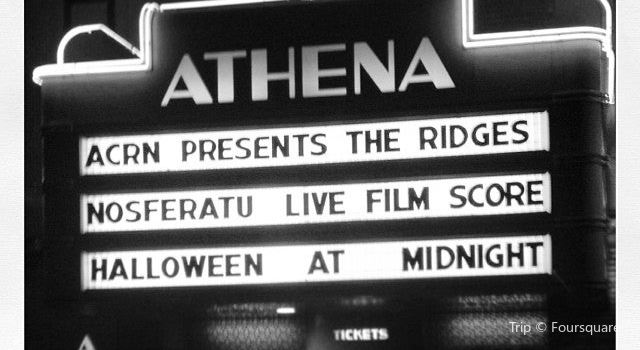 ATHENA
ACRN PRESENTS THE RIDGES
NOSFERATU LIVE FILM SCORE
HALLOWEEN AT MIDNIGHT
TICKETS
Trip © Foursquare